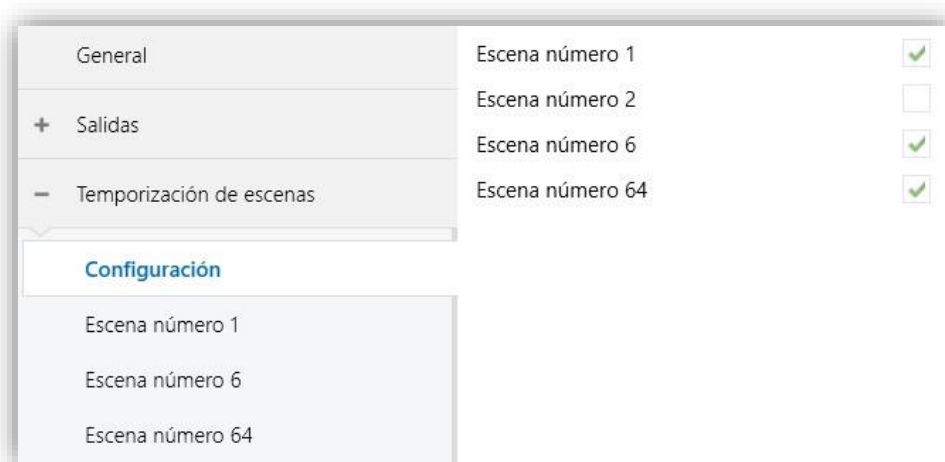 General
+ Salidas
− Temporización de escenas
Configuración
Escena número 1
Escena número 6
Escena número 64
Escena número 1
Escena número 2
Escena número 6
Escena número 64